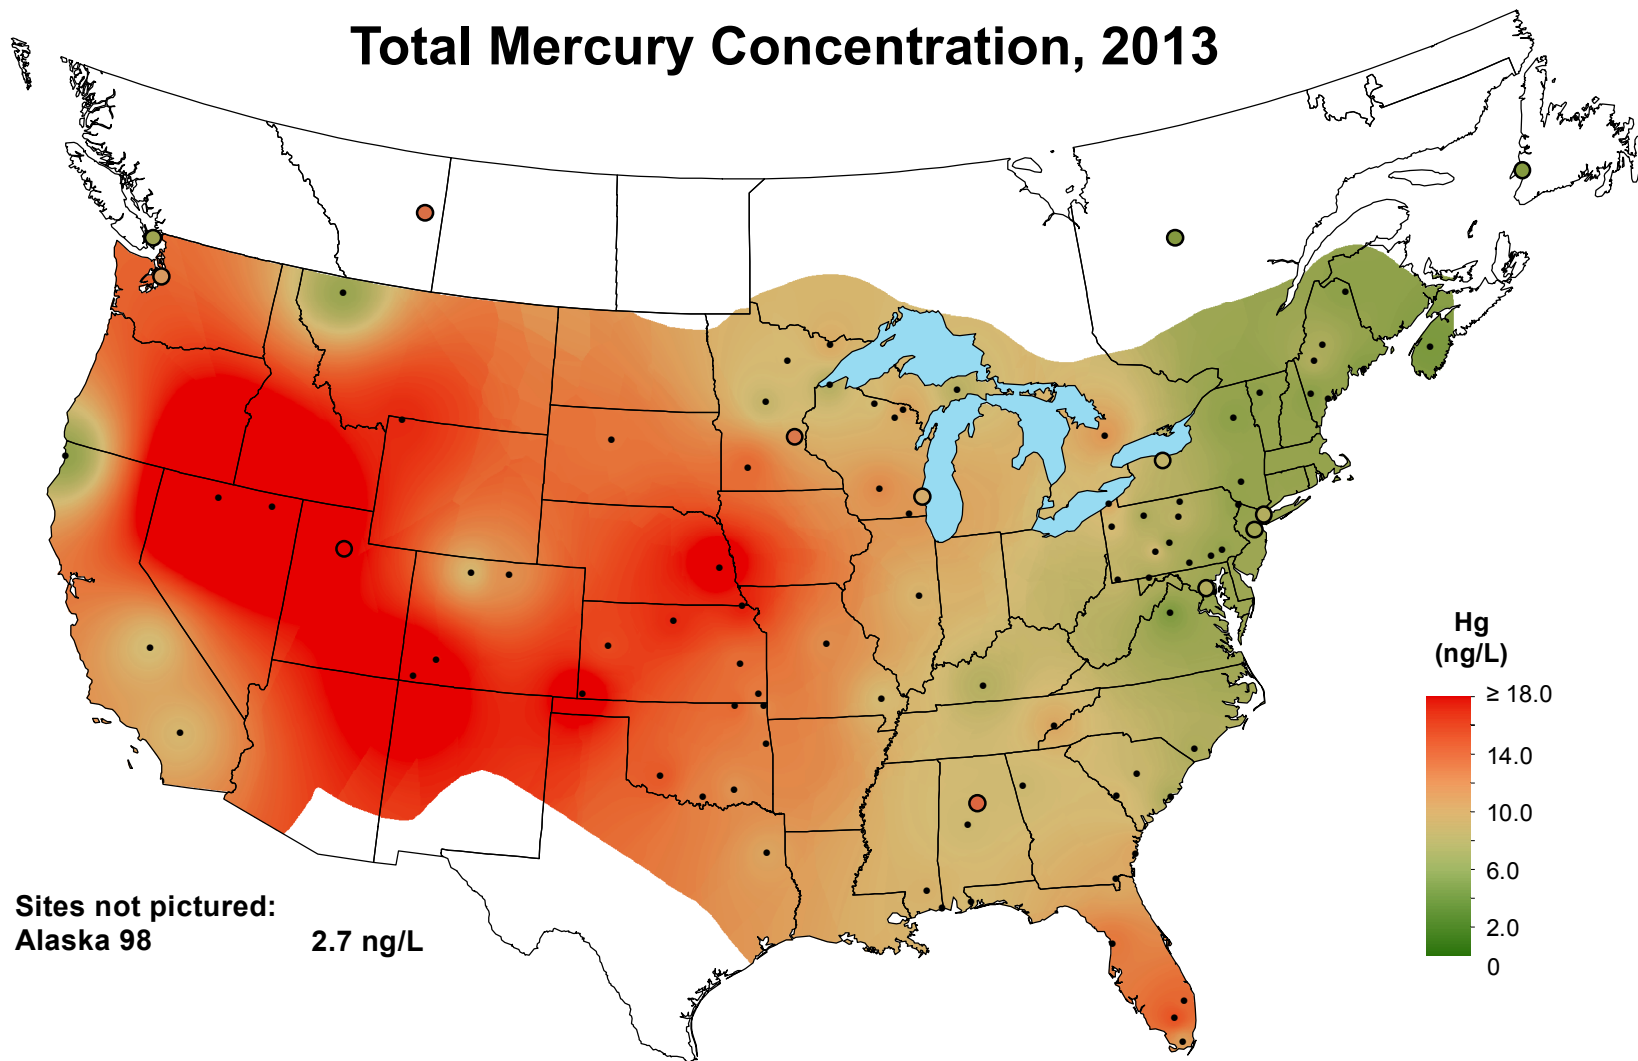 Total Mercury Concentration, 2013
Hg
(ng/L)
≥ 18.0
14.0
10.0
6.0
2.0
0
Sites not pictured:
Alaska 98 2.7 ng/L